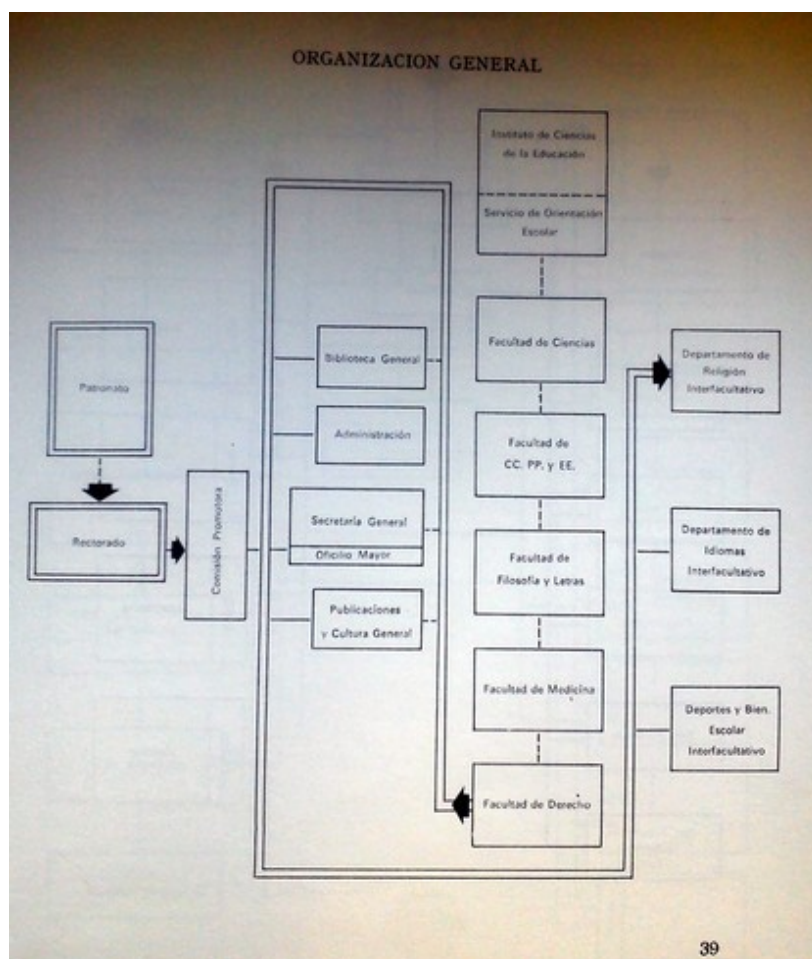 ORGANIZACION GENERAL
Instituto de Ciencias
de la Educación
Servicio de Orientación
Escolar
Patronato
Rectorado
Comisión Promotora
Biblioteca General
Administración
Secretaría General
Oficilio Mayor
Publicaciones
y Cultura General
Facultad de Ciencias
Facultad de
CC. PP. y EE.
Facultad de
Filosofía y Letras
Facultad de Medicina
Facultad de Derecho
Departamento de
Religión
Interfacultativo
Departamento de
Idiomas
Interfacultativo
Deportes y Bien.
Escolar
Interfacultativo
39